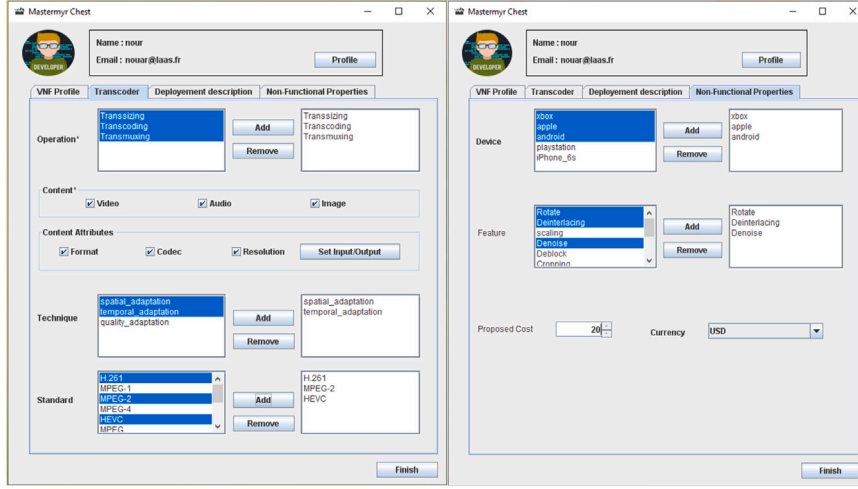 Mastermyr Chest
Name : nour
Email : nouar@laas.fr
Profile
DEVELOPER
VNF Profile Transcoder Deployement description Non-Functional Properties
Operation*
Transsizing
Transcoding
Transmuxing
Add
Remove
Transsizing
Transcoding
Transmuxing
Content*
Video Audio Image
Content Attributes
Format Codec Resolution Set Input/Output
Technique
spatial_adaptation
temporal_adaptation
quality_adaptation
Add
Remove
spatial_adaptation
temporal_adaptation
Standard
H.261
MPEG-1
MPEG-2
MPEG-4
HEVC
MPEG
Add
Remove
H.261
MPEG-2
HEVC
Finish
Mastermyr Chest
Name : nour
Email : nouar@laas.fr
Profile
DEVELOPER
VNF Profile Transcoder Deployement description Non-Functional Properties
Device
xbox
apple
android
playstation
iPhone_6s
Add
Remove
xbox
apple
android
Feature
Rotate
Deinterlacing
scaling
Denoise
Deblock
Cropping
Add
Remove
Rotate
Deinterlacing
Denoise
Proposed Cost 20 Currency USD
Finish